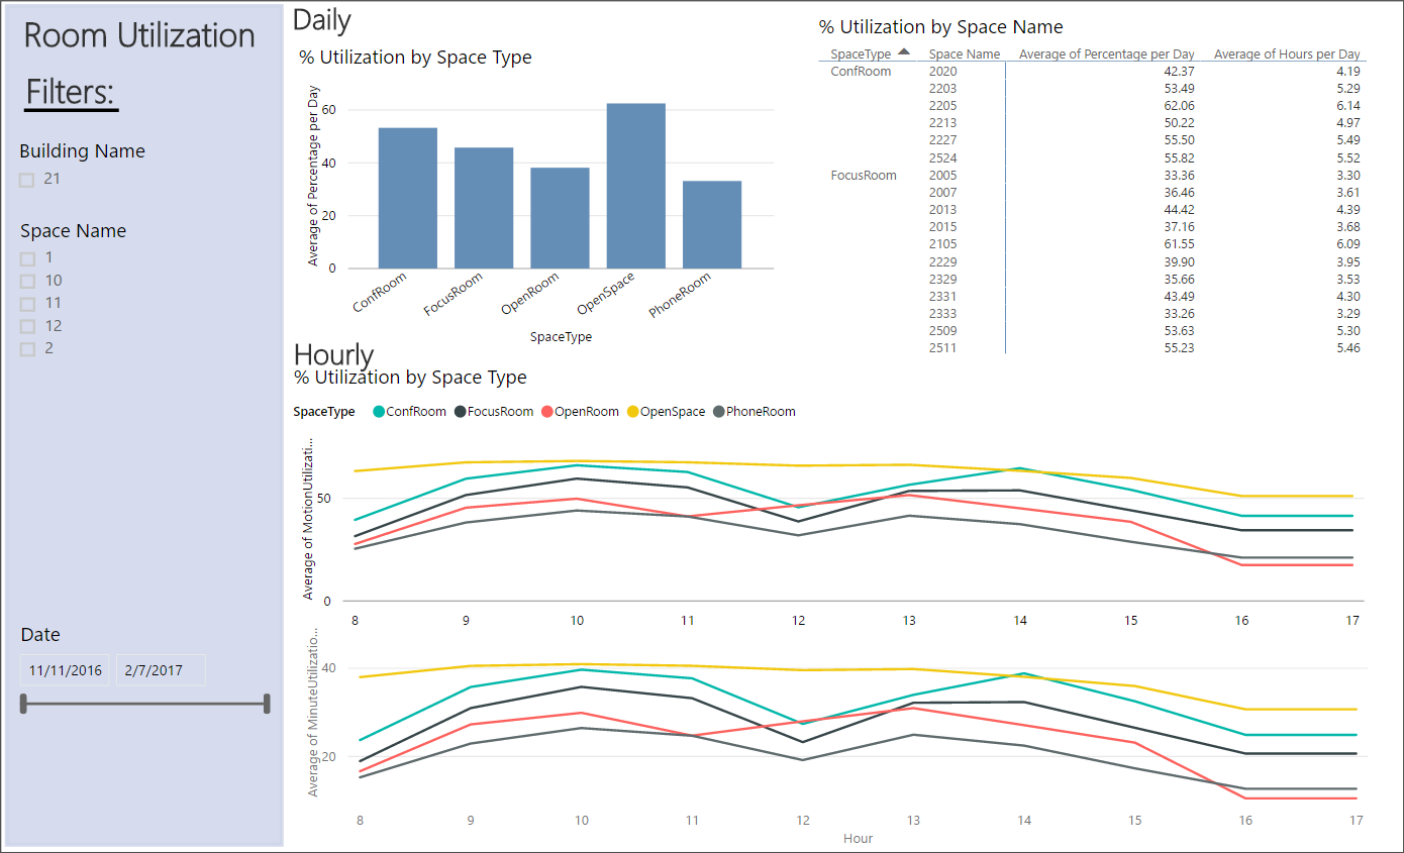 Room Utilization
Filters:
Building Name
21
Space Name
1
10
11
12
2
Date
11/11/2016 2/7/2017
Daily
% Utilization by Space Type
Average of Percentage per Day
60
40
20
0
ConfRoom FocusRoom OpenRoom OpenSpace PhoneRoom
SpaceType
% Utilization by Space Name
SpaceType Space Name Average of Percentage per Day Average of Hours per Day
ConfRoom 2020 42.37 4.19
2203 53.49 5.29
2205 62.06 6.14
2213 50.22 4.97
2227 55.50 5.49
2524 55.82 5.52
FocusRoom 2005 33.36 3.30
2007 36.46 3.61
2013 44.42 4.39
2015 37.16 3.68
2105 61.55 6.09
2229 39.90 3.95
2329 35.66 3.53
2331 43.49 4.30
2333 33.26 3.29
2509 53.63 5.30
2511 55.23 5.46
Hourly
% Utilization by Space Type
SpaceType ConfRoom FocusRoom OpenRoom OpenSpace PhoneRoom
Average of MotionUtilizati...
50
0
8 9 10 11 12 13 14 15 16 17
Average of MinuteUtilizatio...
40
20
8 9 10 11 12 13 14 15 16 17
Hour